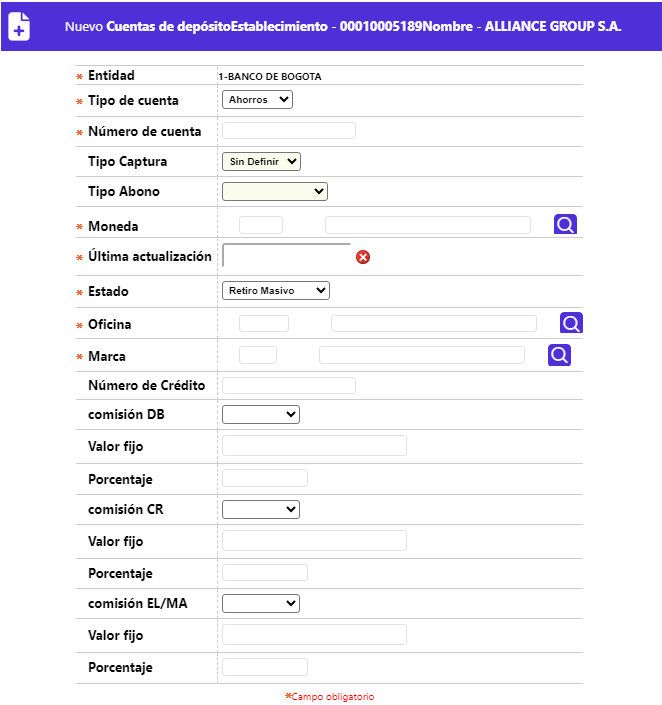 Nuevo Cuentas de depósitoEstablecimiento - 00010005189Nombre - ALLIANCE GROUP S.A.
* Entidad 1-BANCO DE BOGOTA
* Tipo de cuenta Ahorros
* Número de cuenta
Tipo Captura Sin Definir
Tipo Abono
* Moneda
* Última actualización
* Estado Retiro Masivo
* Oficina
* Marca
Número de Crédito
comisión DB
Valor fijo
Porcentaje
comisión CR
Valor fijo
Porcentaje
comisión EL/MA
Valor fijo
Porcentaje
*Campo obligatorio